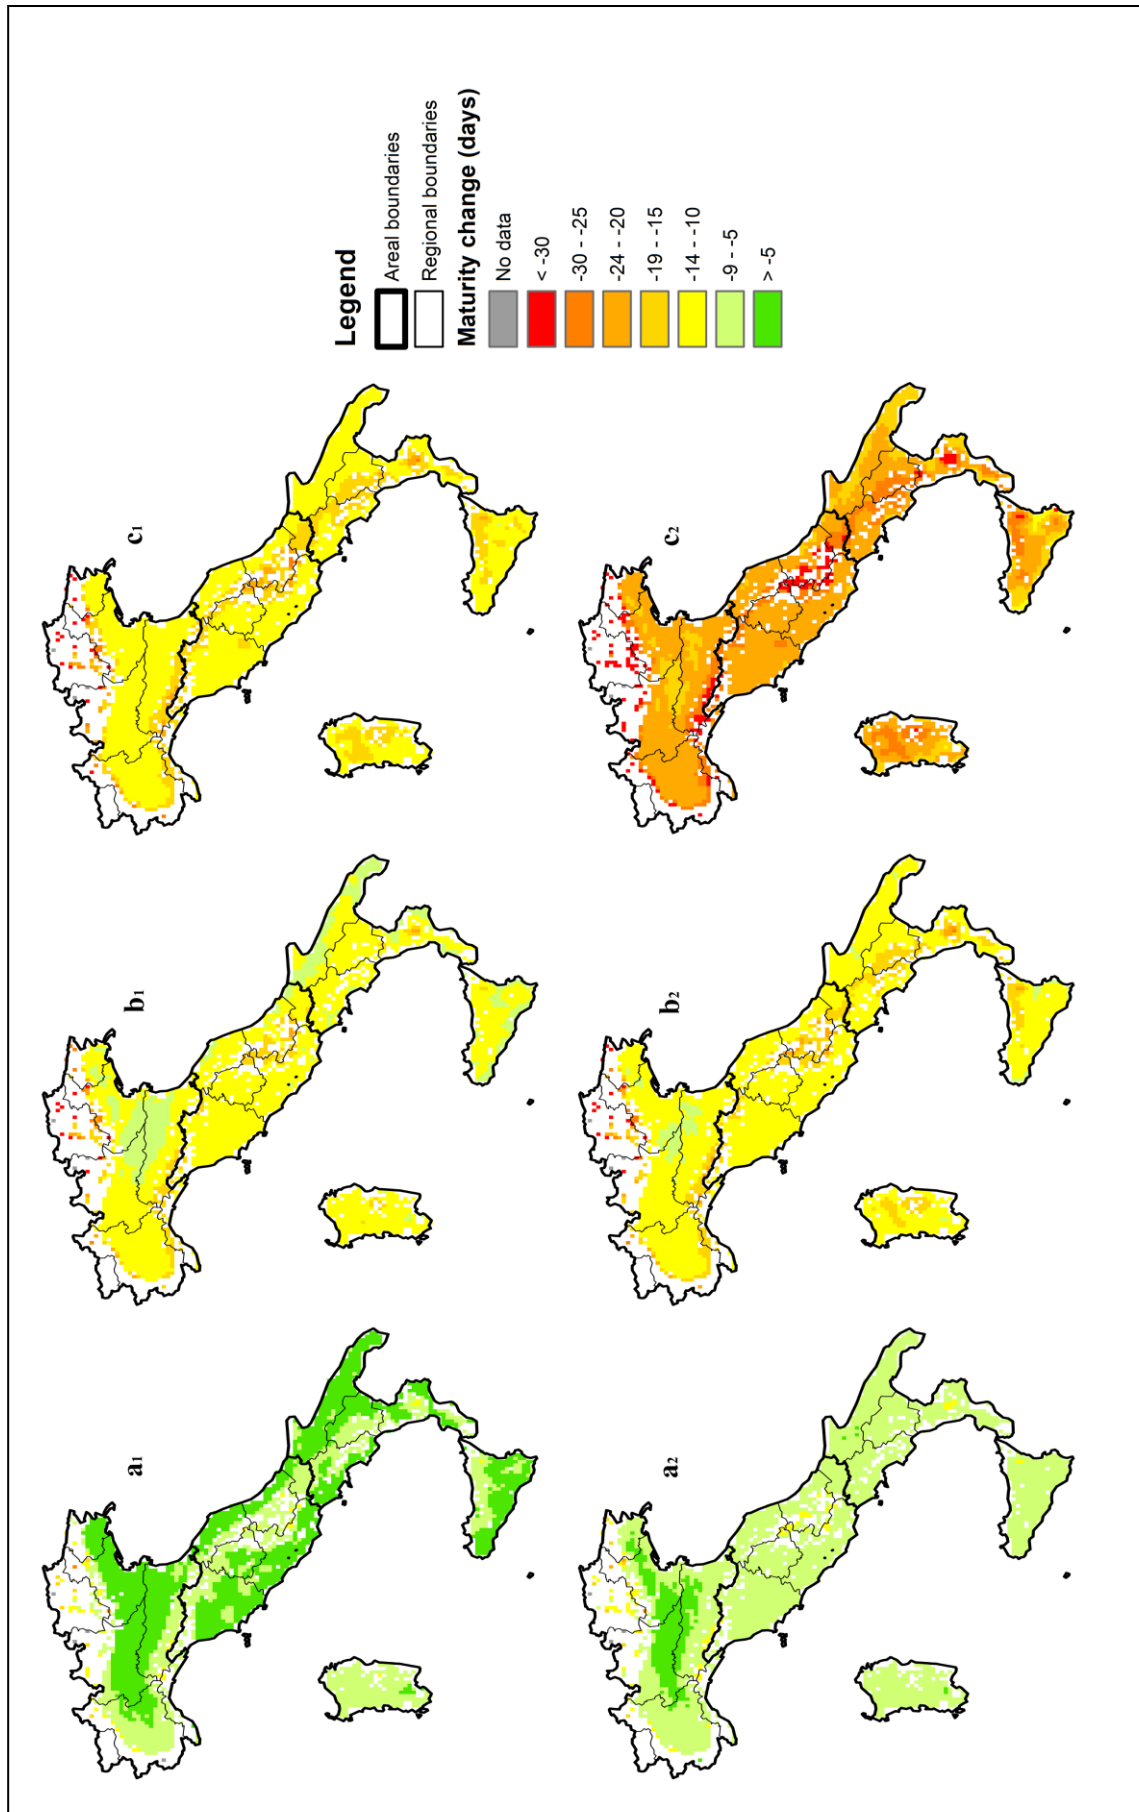 a1
b1
c1
a2
b2
c2
Legend
Areal boundaries
Regional boundaries
Maturity change (days)
No data
< -30
-30 - -25
-24 - -20
-19 - -15
-14 - -10
-9 - -5
> -5